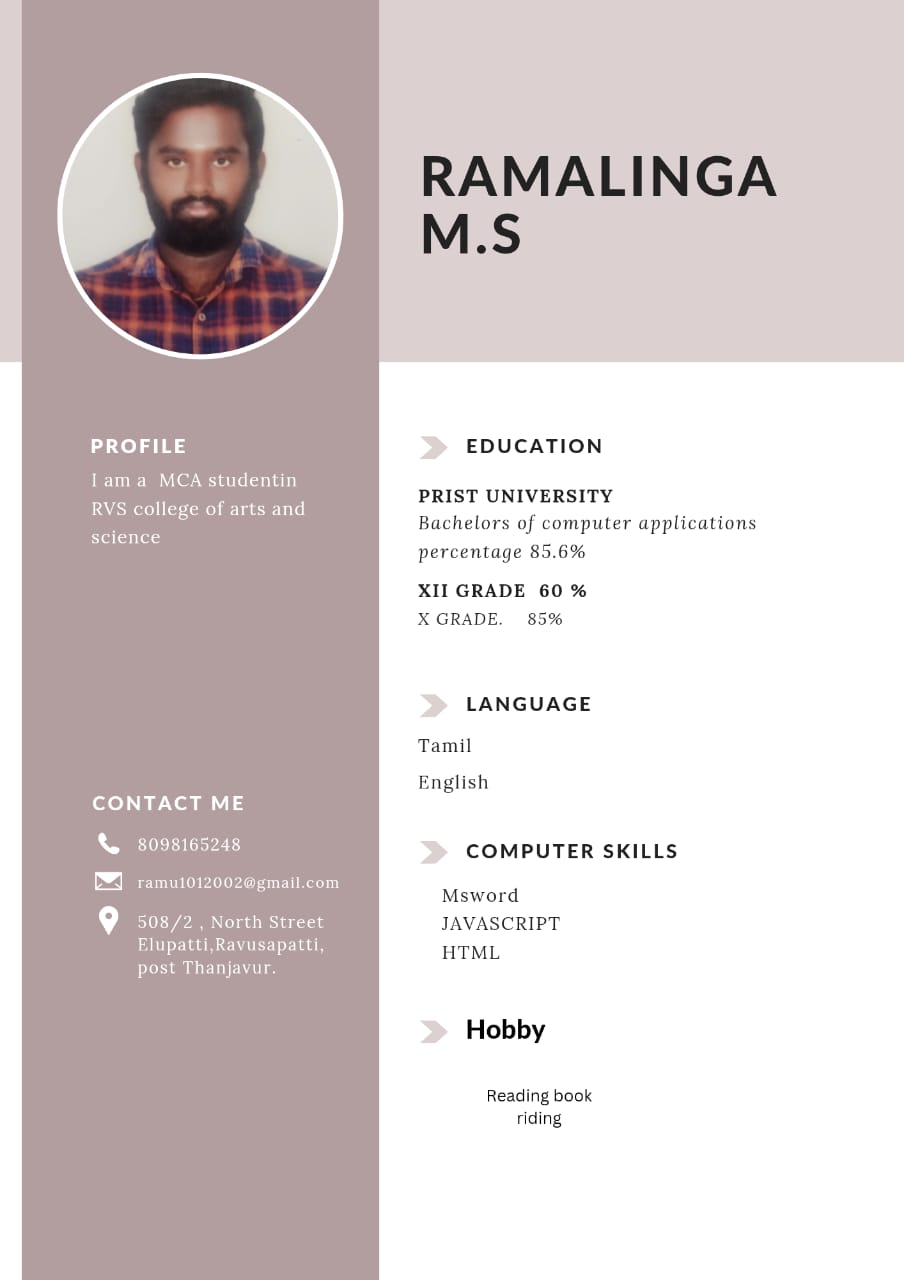 RAMALINGA
M.S
PROFILE
I am a  MCA studentin
RVS college of arts and
science
CONTACT ME
8098165248
ramu1012002@gmail.com
508/2 , North Street
Elupatti,Ravusapatti,
post Thanjavur.
EDUCATION
PRIST UNIVERSITY
Bachelors of computer applications
percentage 85.6%
XII GRADE  60 %
X GRADE.    85%
LANGUAGE
Tamil
English
COMPUTER SKILLS
Msword
JAVASCRIPT
HTML
Hobby
Reading book
riding